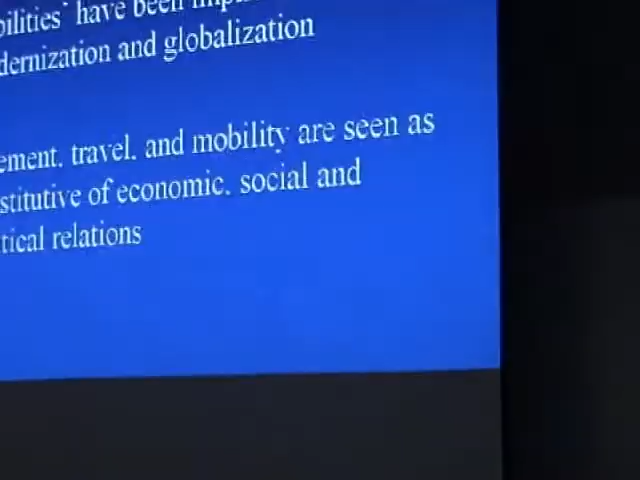 bilities' have been
dernization and globalization
ement, travel, and mobility are seen as
stitutive of economic, social and
tical relations